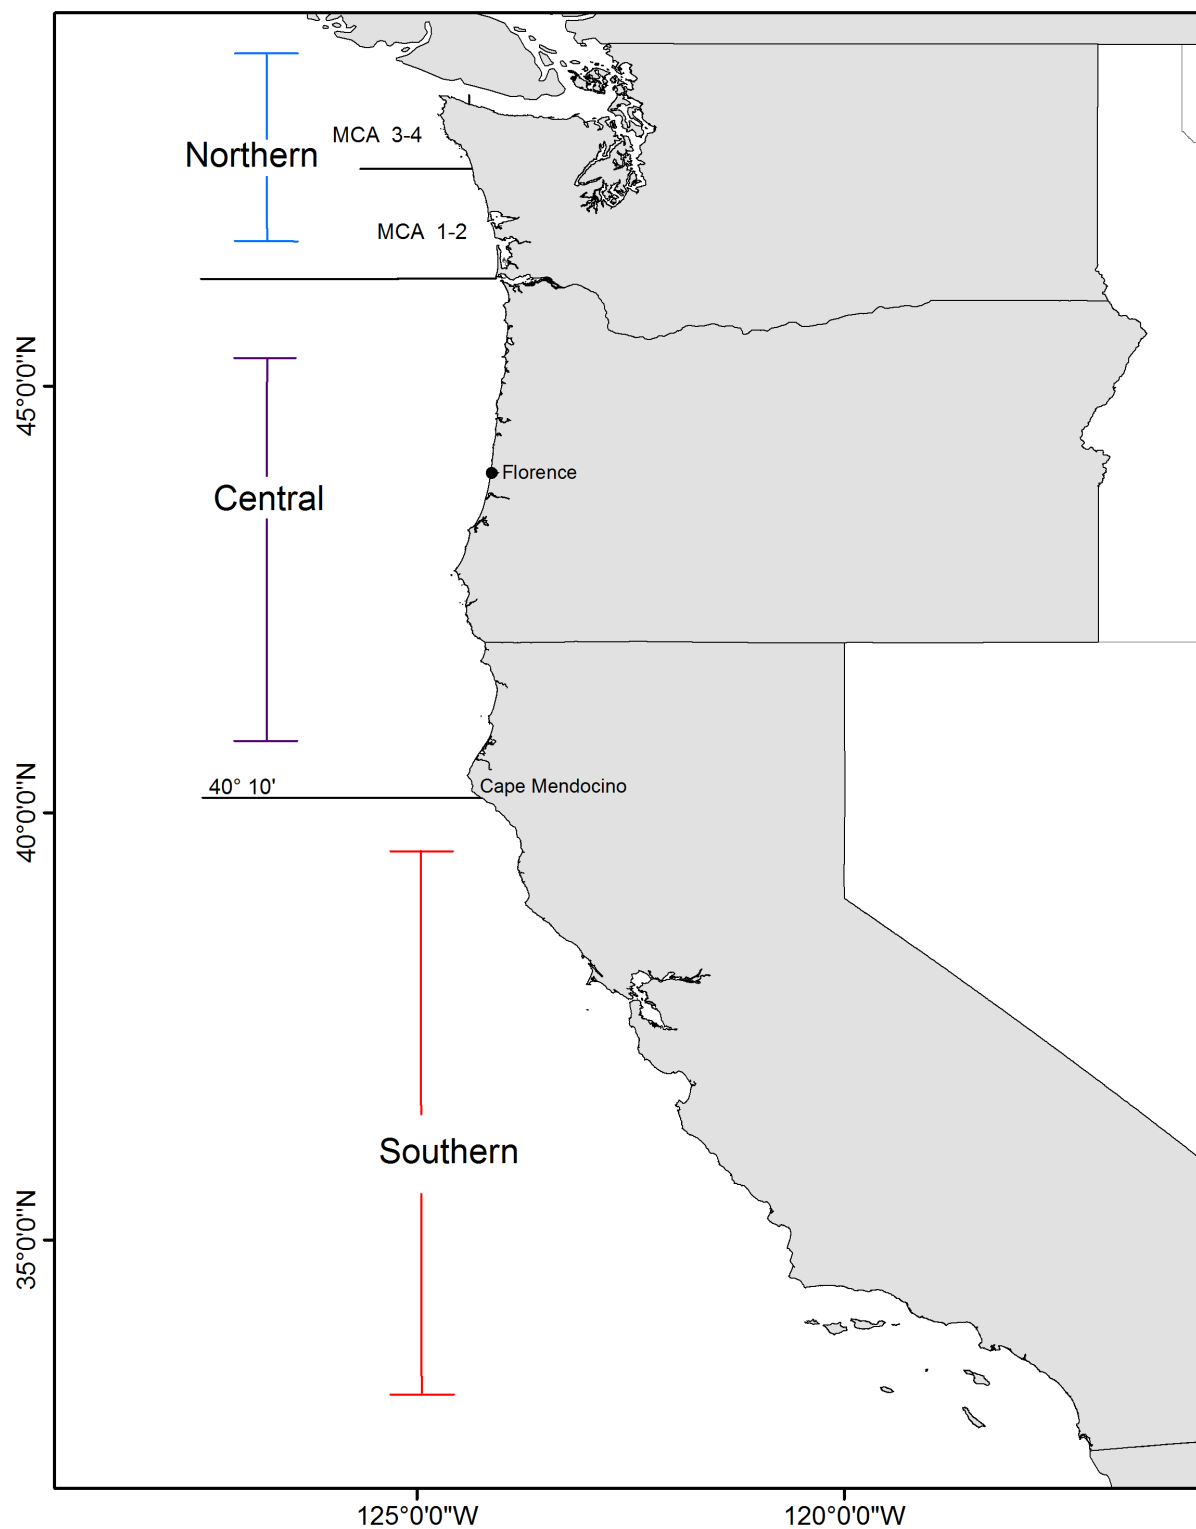 MCA 3-4
Northern
MCA 1-2
45°0'0"N
Florence
Central
40° 10'
Cape Mendocino
40°0'0"N
Southern
35°0'0"N
125°0'0"W
120°0'0"W